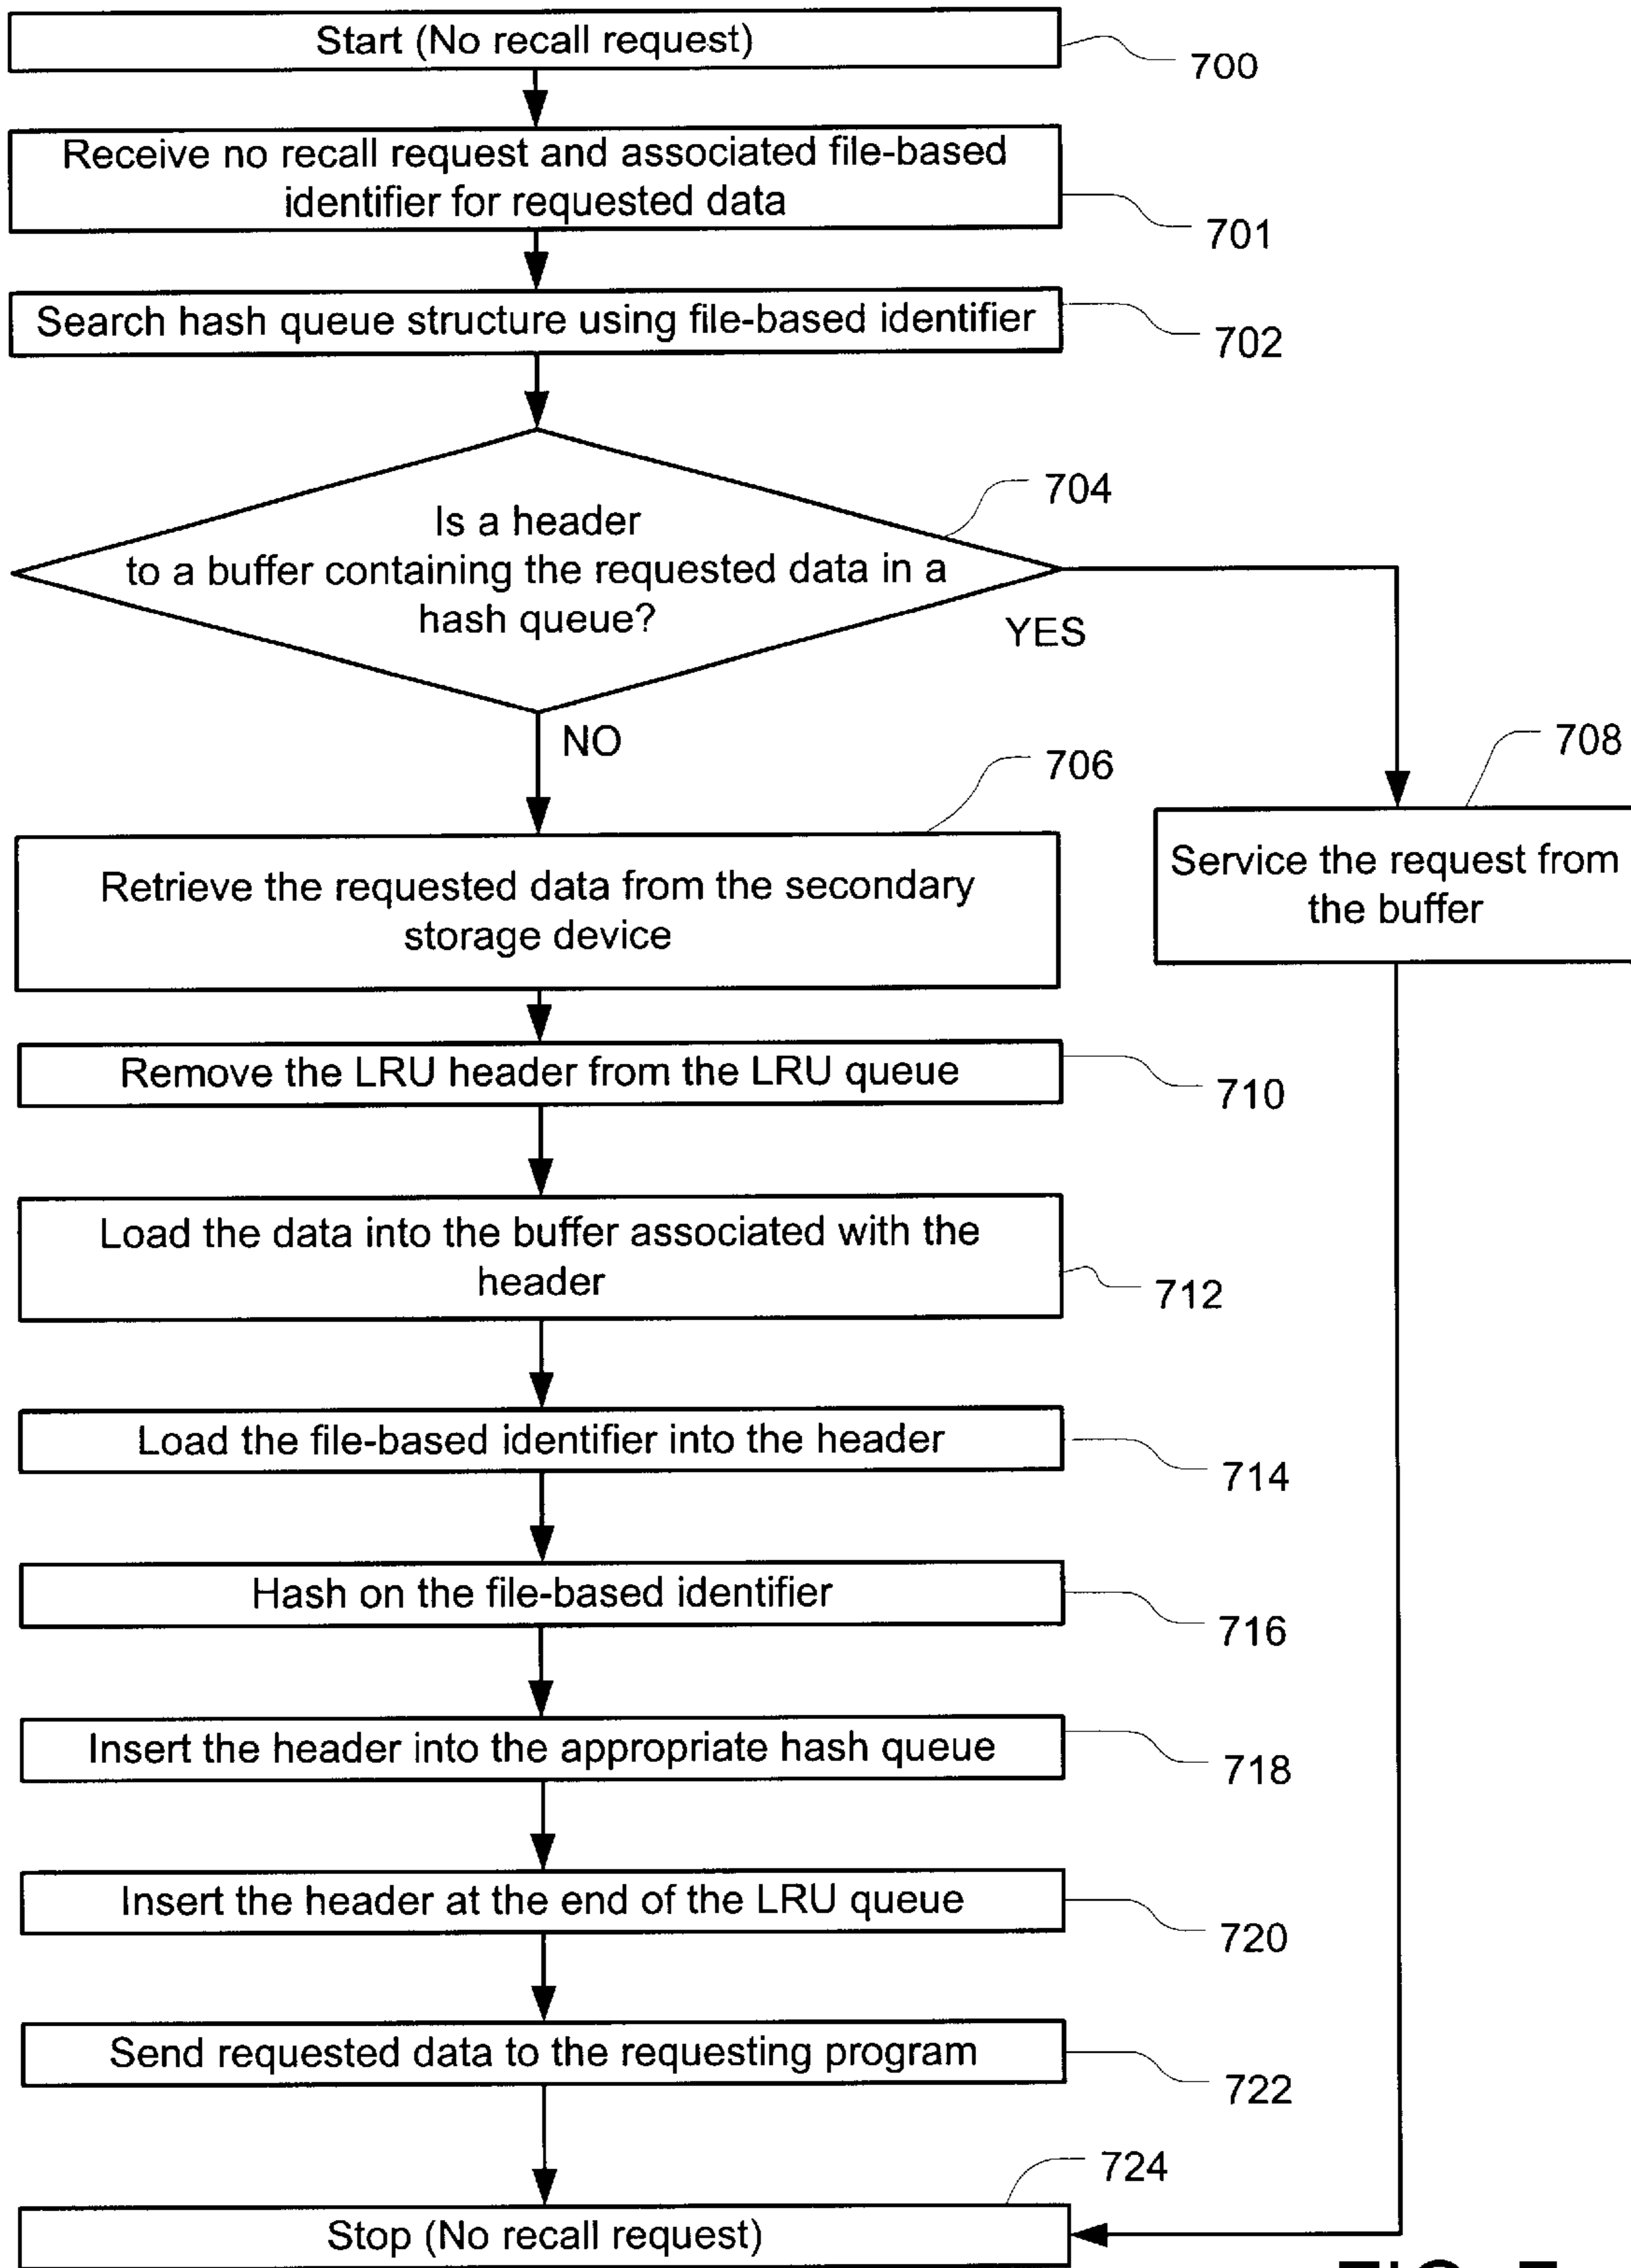 Start (No recall request)
700
Receive no recall request and associated file-based
identifier for requested data
701
Search hash queue structure using file-based identifier
702
704
Is a header
to a buffer containing the requested data in a
hash queue?
YES
NO
706
708
Retrieve the requested data from the secondary
storage device
Service the request from
the buffer
Remove the LRU header from the LRU queue
710
Load the data into the buffer associated with the
header
712
Load the file-based identifier into the header
714
Hash on the file-based identifier
716
Insert the header into the appropriate hash queue
718
Insert the header at the end of the LRU queue
720
Send requested data to the requesting program
722
724
Stop (No recall request)